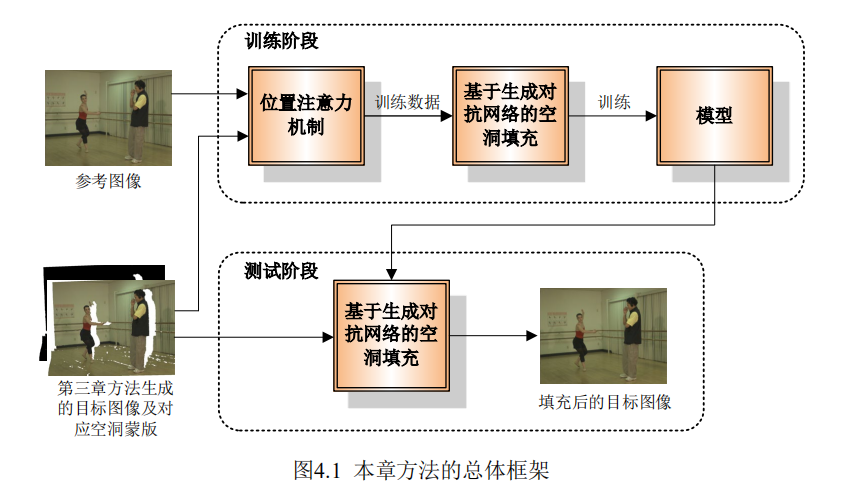 训练阶段
位置注意力
机制
训练数据
基于生成对
抗网络的空
洞填充
训练
模型
参考图像
测试阶段
基于生成对
抗网络的空
洞填充
第三章方法生成
的目标图像及对
应空洞蒙版
填充后的目标图像
图4.1 本章方法的总体框架